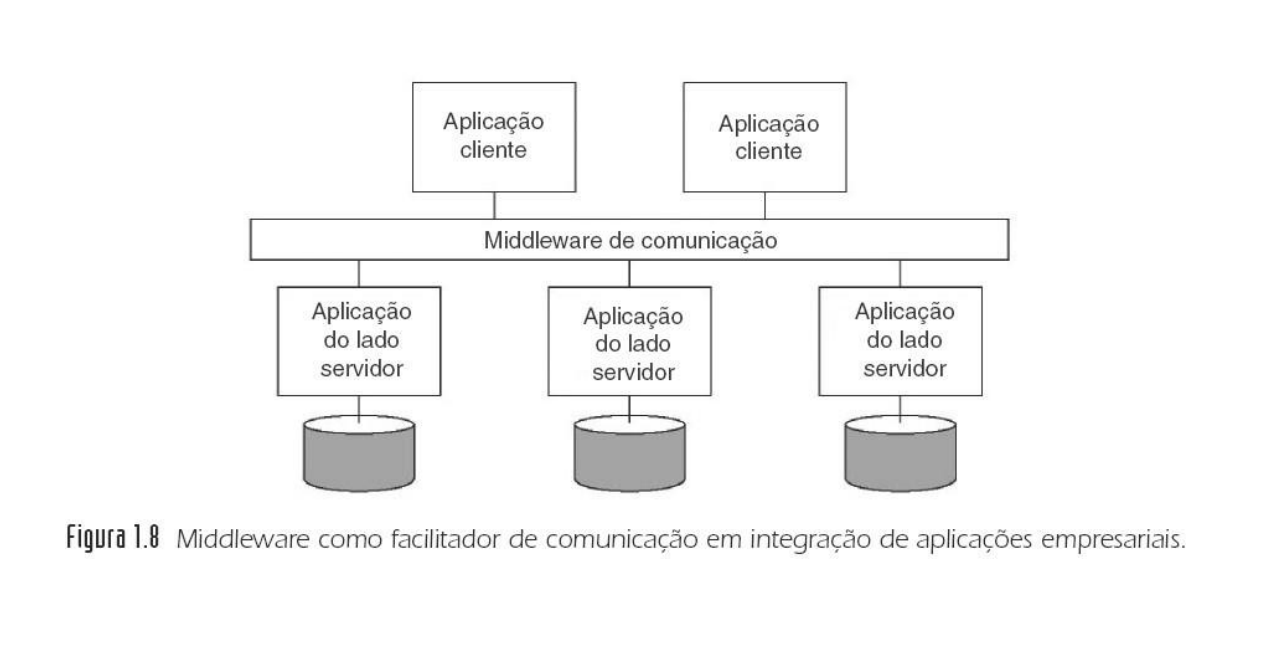 Aplicação
cliente
Aplicação
cliente
Middleware de comunicação
Aplicação
do lado
servidor
Aplicação
do lado
servidor
Aplicação
do lado
servidor
Figura 1.8 Middleware como facilitador de comunicação em integração de aplicações empresariais.